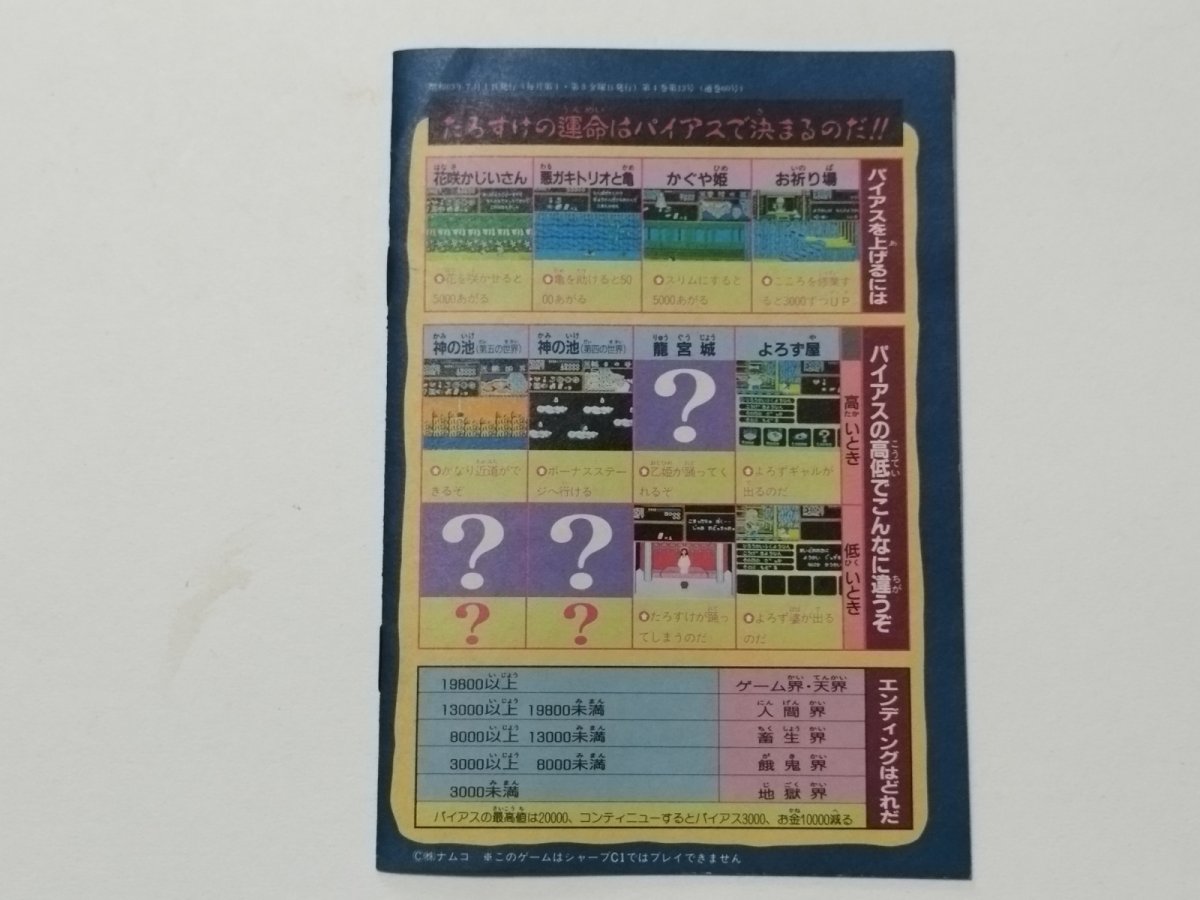 たろすけの運命はバイアスで決まるのだ!!
バイアスを上げるには
お祈り場
こころを修業す
ると3000ずつUP
かぐや姫
スリムにすると
5000あがる
悪ガキトリオと亀
亀を助けると50
00あがる
花咲かじいさん
花を咲かせると
5000あがる
バイアスの高低でこんなに違うぞ
高いとき
よろず屋
よろずギャルが
出るのだ
龍宮城
?
乙姫が踊ってく
れるぞ
神の池(第四の世界)
ボーナスステー
ジへ行ける
神の池(第五の世界)
かなり近道がで
きるぞ
低いとき
よろず婆が出る
のだ
たろすけが踊っ
てしまうのだ
?
?
?
?
エンディングはどれだ
19800以上 ゲーム界・天界
13000以上 19800未満 人間界
8000以上 13000未満 畜生界
3000以上 8000未満 餓鬼界
3000未満 地獄界
バイアスの最高値は20000、コンティニューするとバイアス3000、お金10000減る
©㈱ナムコ ※このゲームはシャープC1ではプレイできません